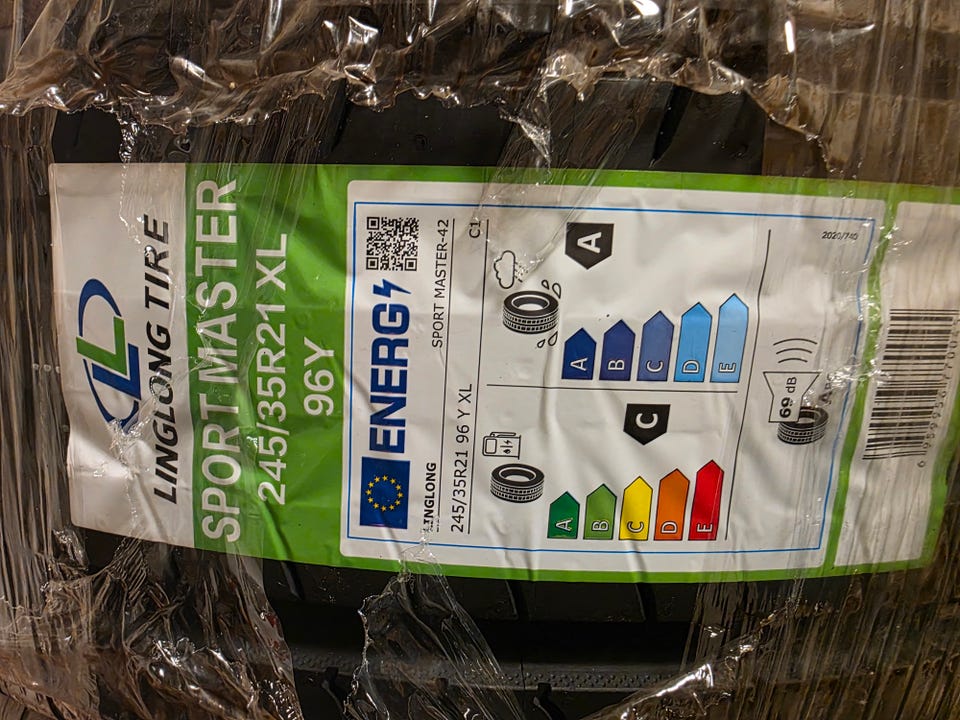 LINGLONG TIRE
SPORT MASTER
245/35R21 XL
96Y
ENERG
LINGLONG
SPORT MASTER-42
245/35R21 96 Y XL
C1
C
A
A
B
C
D
E
A
B
C
D
E
69 dB
2020/740